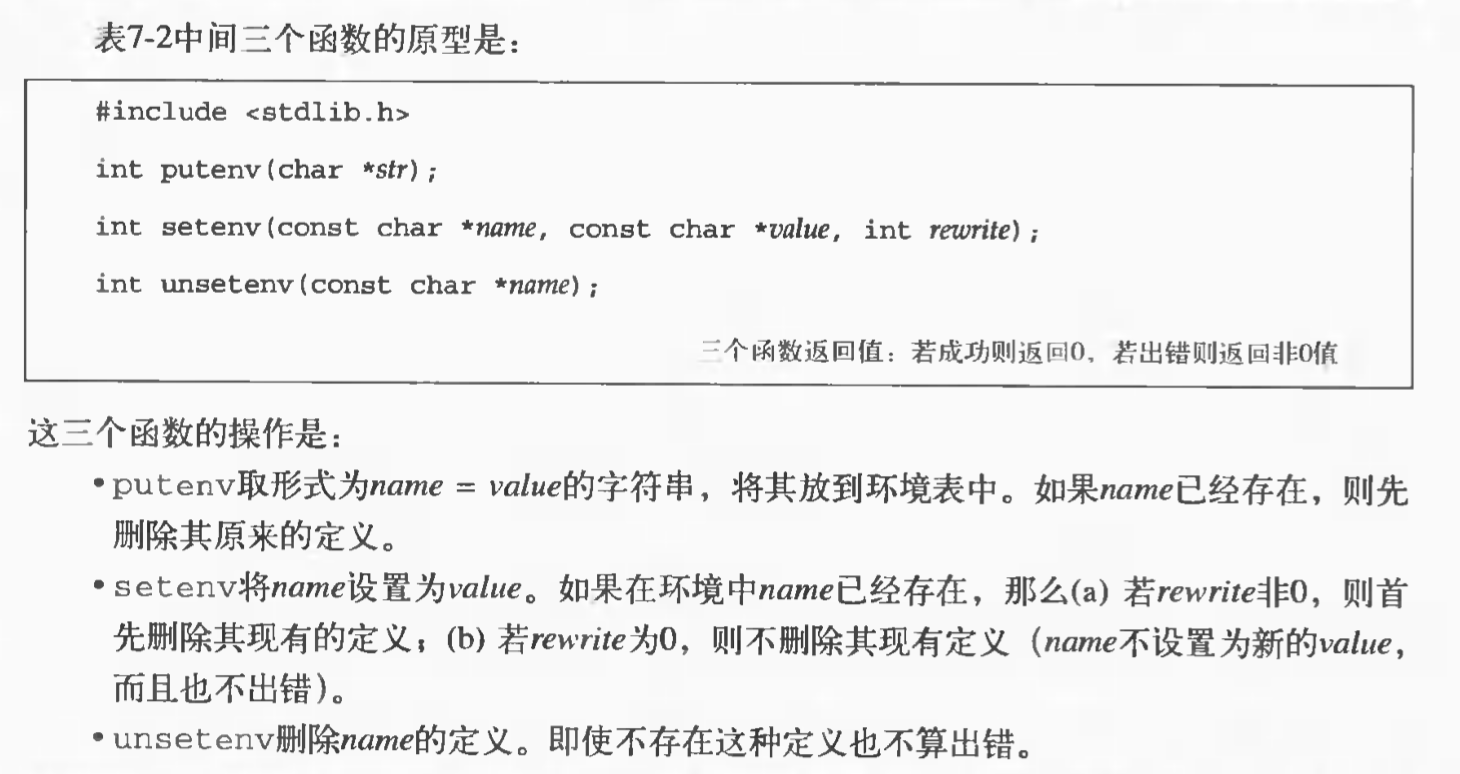 表7-2中间三个函数的原型是：
#include <stdlib.h>
int putenv(char *str);
int setenv(const char *name, const char *value, int rewrite);
int unsetenv(const char *name);
三个函数返回值：若成功则返回0，若出错则返回非0值
这三个函数的操作是：
•putenv取形式为name = value的字符串，将其放到环境表中。如果name已经存在，则先
删除其原来的定义。
•setenv将name设置为value。如果在环境中name已经存在，那么(a) 若rewrite非0，则首
先删除其现有的定义；(b) 若rewrite为0，则不删除其现有定义（name不设置为新的value，
而且也不出错）。
•unsetenv删除name的定义。即使不存在这种定义也不算出错。